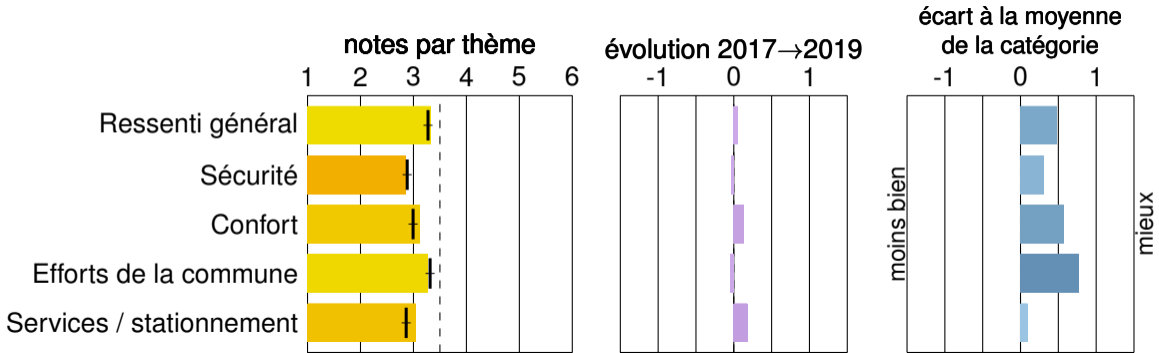 écart à la moyenne
notes par thème évolution 2017→2019 de la catégorie
1 2 3 4 5 6 -1 0 1 -1 0 1
Ressenti général
Sécurité
Confort
Efforts de la commune
Services / stationnement
moins bien
mieux